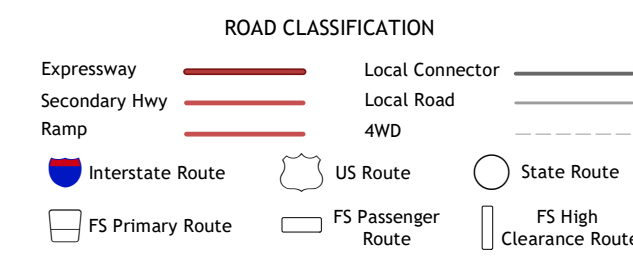 ROAD CLASSIFICATION
Expressway
Local Connector
Secondary Hwy
Local Road
Ramp
4WD
Interstate Route
US Route
State Route
FS Primary Route
FS Passenger
Route
FS High
Clearance Route